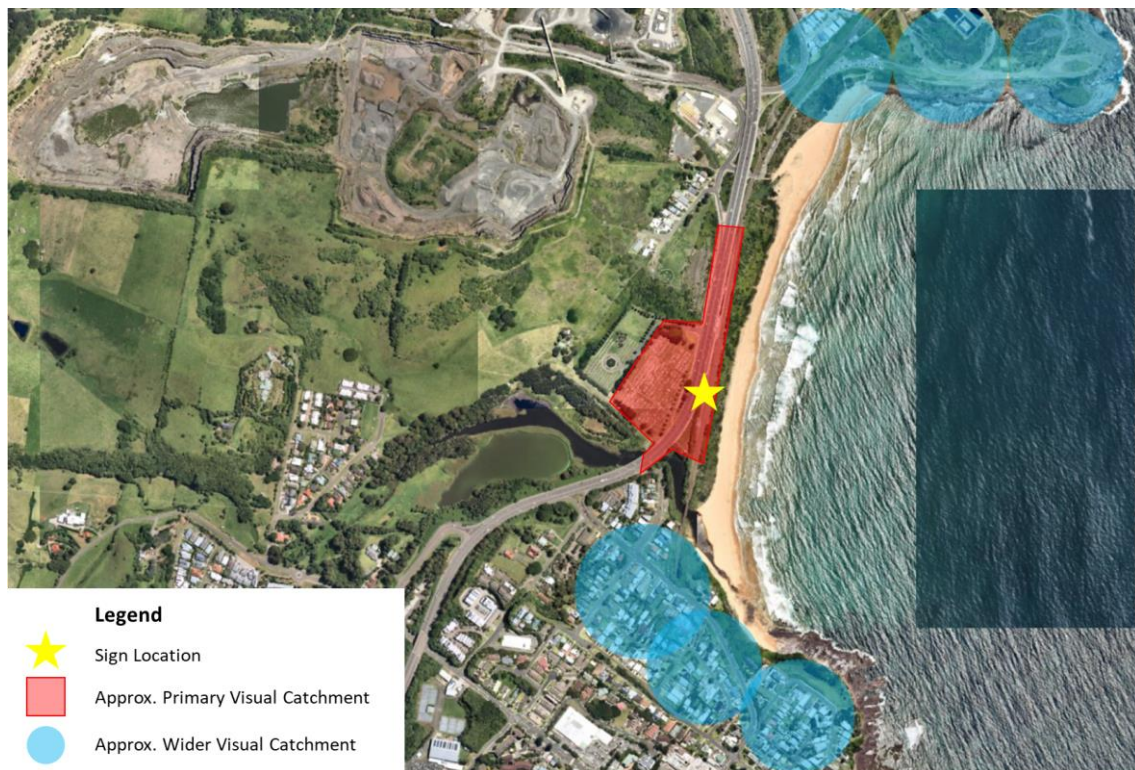 Legend
Sign Location
Approx. Primary Visual Catchment
Approx. Wider Visual Catchment